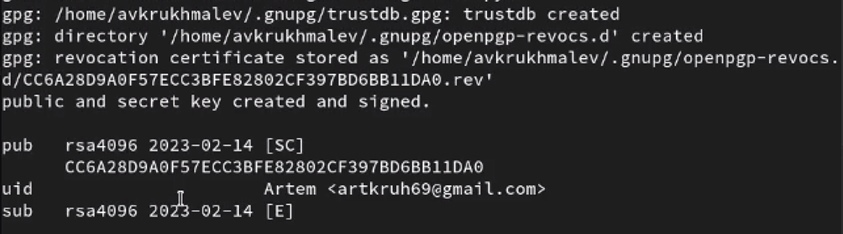 gpg: /home/avkrukhmalev/.gnupg/trustdb.gpg: trustdb created
gpg: directory '/home/avkrukhmalev/.gnupg/openpgp-revocs.d' created
gpg: revocation certificate stored as '/home/avkrukhmalev/.gnupg/openpgp-revocs.
d/CC6A28D9A0F57ECC3BFE82802CF397BD6BB11DA0.rev'
public and secret key created and signed.
pub   rsa4096 2023-02-14 [SC]
      CC6A28D9A0F57ECC3BFE82802CF397BD6BB11DA0
uid                      Artem <artkruh69@gmail.com>
sub   rsa4096 2023-02-14 [E]